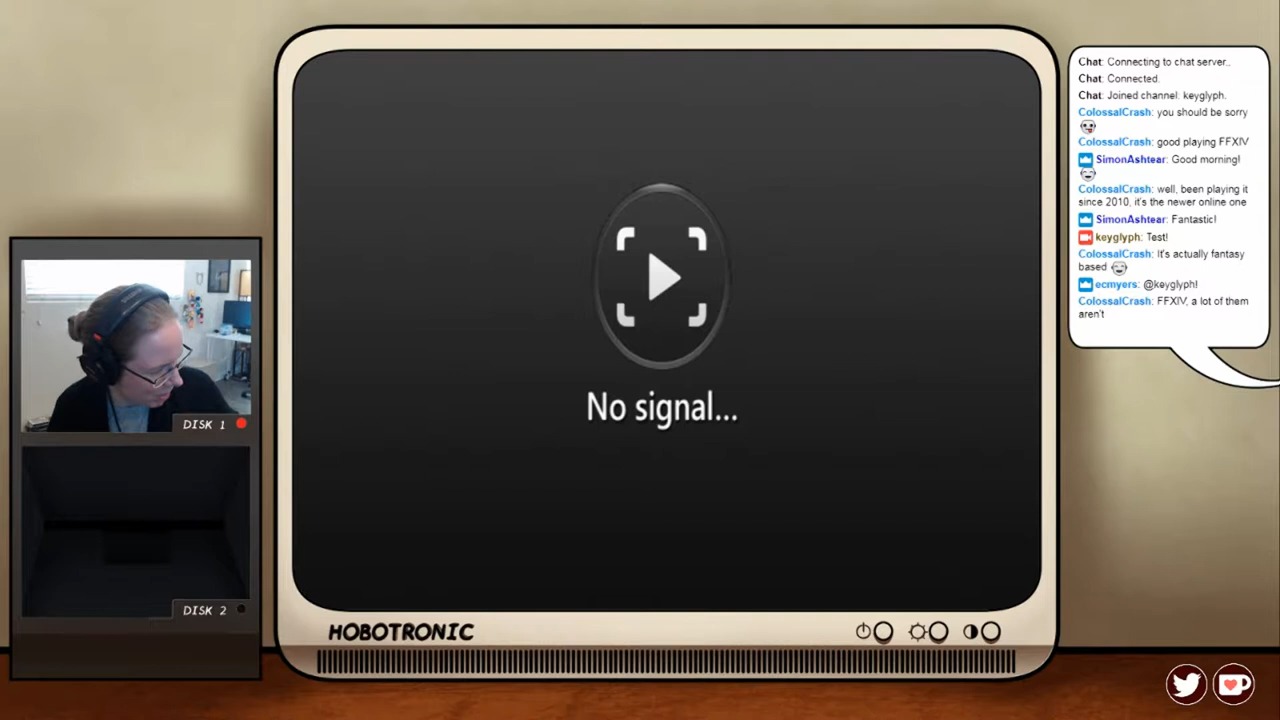 Chat: Connecting to chat server..
Chat: Connected.
Chat: Joined channel: keyglyph.
ColossalCrash: you should be sorry
ColossalCrash: good playing FFXIV
SimonAshtear: Good morning!
ColossalCrash: well, been playing it
since 2010, it's the newer online one
SimonAshtear: Fantastic!
keyglyph: Test!
ColossalCrash: It's actually fantasy
based
ecmyers: @keyglyph!
ColossalCrash: FFXIV, a lot of them
aren't
No signal...
DISK 1
DISK 2
HOBOTRONIC